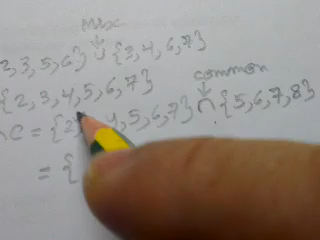 Max
2,3,5,6} ∪ {3,4,6,7}
{2,3,4,5,6,7}
common
C = {2 4,5,6,7} ∩ {5,6,7,8}
= {